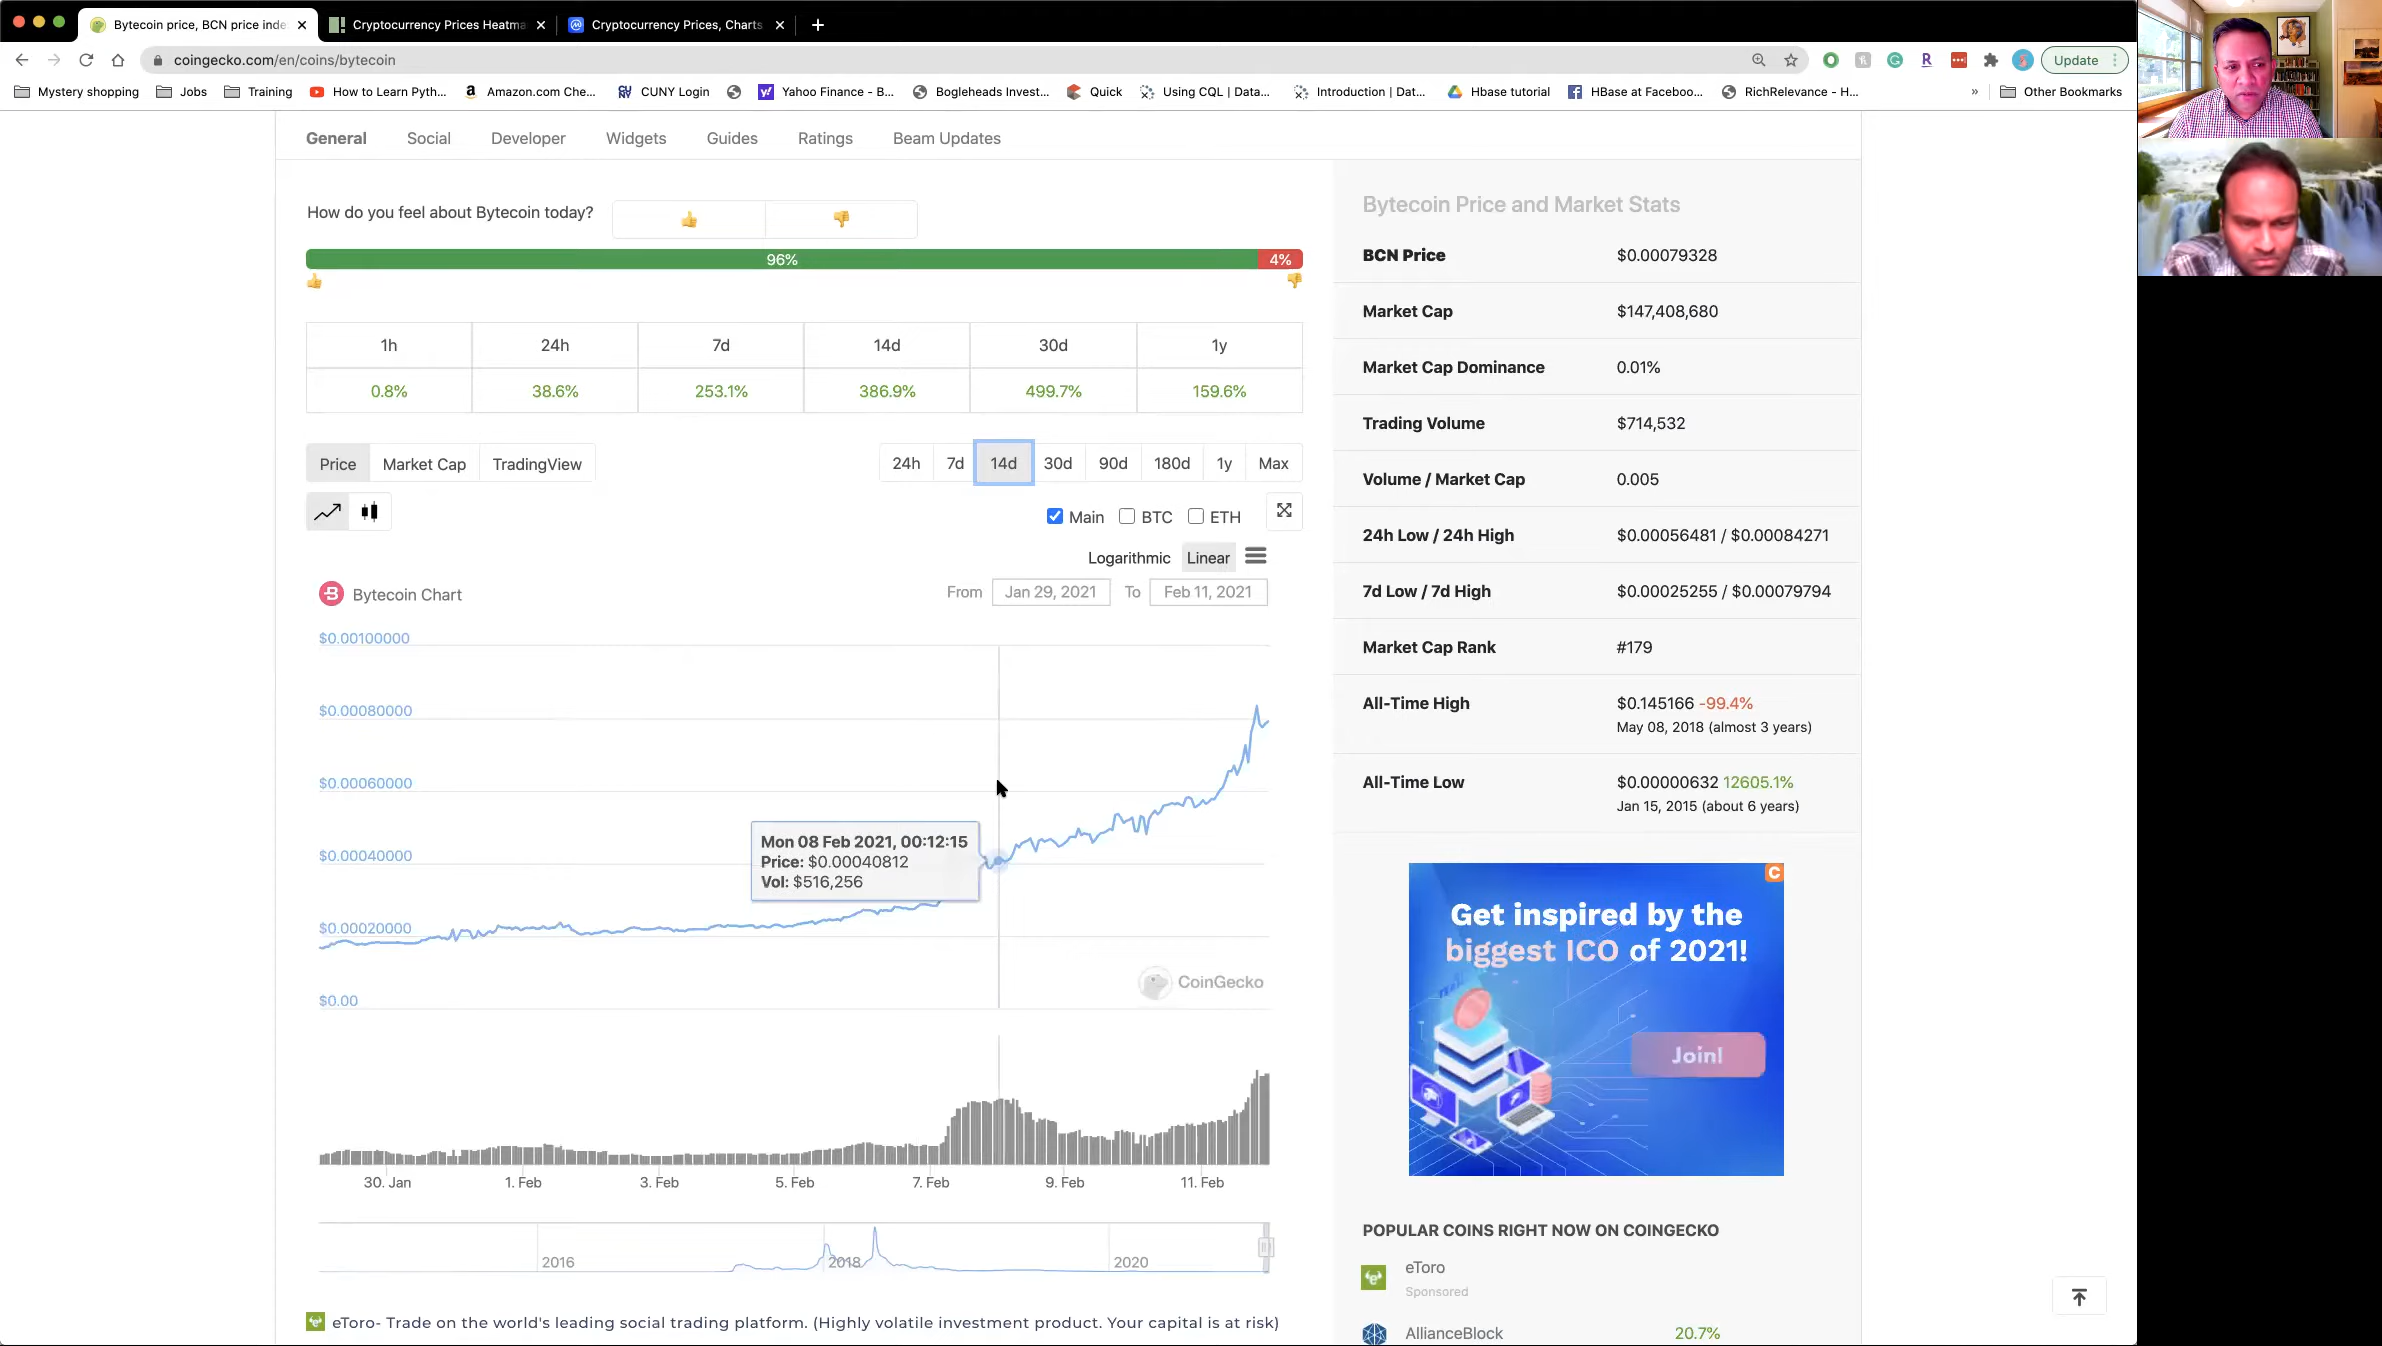 Bytecoin price, BCN price inde
Cryptocurrency Prices Heatma
Cryptocurrency Prices, Charts
coingecko.com/en/coins/bytecoin
Update
Mystery shopping
Jobs
Training
How to Learn Pyth...
Amazon.com Che...
CUNY Login
Yahoo Finance - B...
Bogleheads Invest...
Quick
Using CQL | Data...
Introduction | Dat...
Hbase tutorial
HBase at Faceboo...
RichRelevance - H...
»
Other Bookmarks
General Social Developer Widgets Guides Ratings Beam Updates
How do you feel about Bytecoin today?
96% 4%
1h 24h 7d 14d 30d 1y
0.8% 38.6% 253.1% 386.9% 499.7% 159.6%
Price Market Cap TradingView
24h 7d 14d 30d 90d 180d 1y Max
Main BTC ETH
Logarithmic Linear
Bytecoin Chart
From Jan 29, 2021 To Feb 11, 2021
$0.00100000
$0.00080000
$0.00060000
$0.00040000
$0.00020000
$0.00
Mon 08 Feb 2021, 00:12:15
Price: $0.00040812
Vol: $516,256
CoinGecko
30. Jan 1. Feb 3. Feb 5. Feb 7. Feb 9. Feb 11. Feb
2016 2018 2020
eToro- Trade on the world's leading social trading platform. (Highly volatile investment product. Your capital is at risk)
Bytecoin Price and Market Stats
BCN Price $0.00079328
Market Cap $147,408,680
Market Cap Dominance 0.01%
Trading Volume $714,532
Volume / Market Cap 0.005
24h Low / 24h High $0.00056481 / $0.00084271
7d Low / 7d High $0.00025255 / $0.00079794
Market Cap Rank #179
All-Time High $0.145166 -99.4%
May 08, 2018 (almost 3 years)
All-Time Low $0.00000632 12605.1%
Jan 15, 2015 (about 6 years)
Get inspired by the
biggest ICO of 2021!
Join!
POPULAR COINS RIGHT NOW ON COINGECKO
eToro
Sponsored
AllianceBlock 20.7%